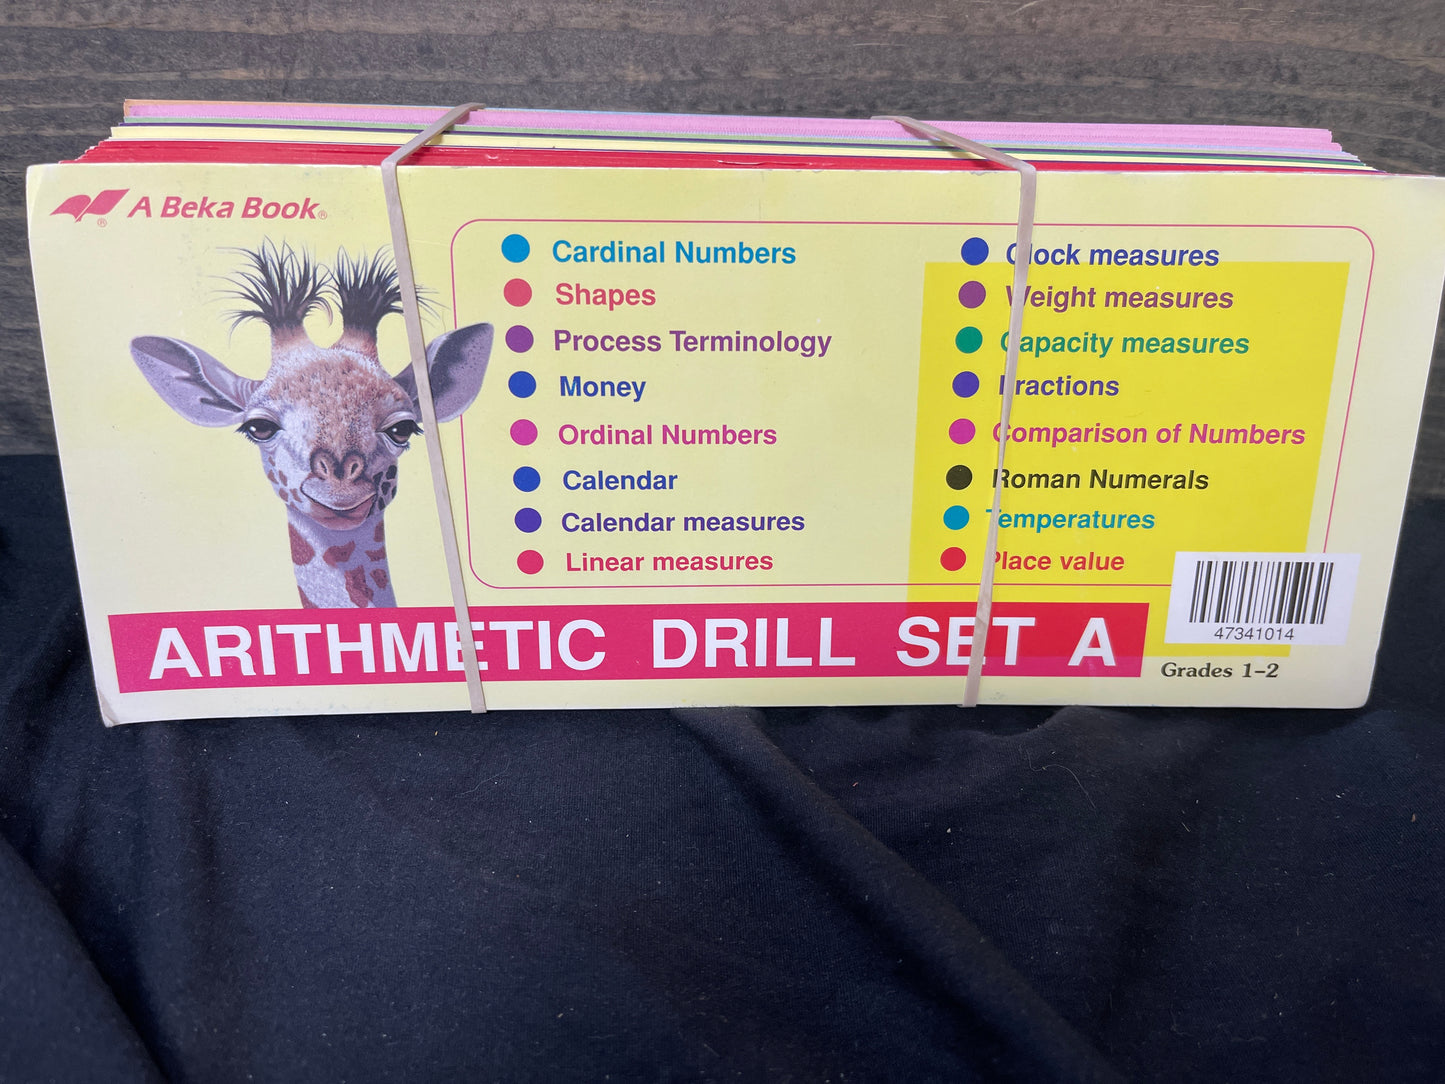 A Beka Book®
®
Cardinal Numbers
Shapes
Process Terminology
Money
Ordinal Numbers
Calendar
Calendar measures
Linear measures
Clock measures
Weight measures
Capacity measures
Fractions
Comparison of Numbers
Roman Numerals
Temperatures
Place value
47341014
ARITHMETIC DRILL SET A
Grades 1–2